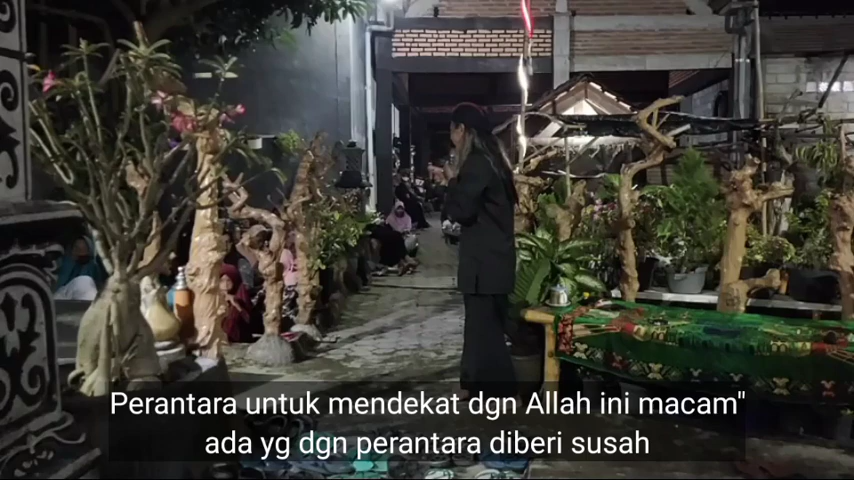 Perantara untuk mendekat dgn Allah ini macam"
ada yg dgn perantara diberi susah